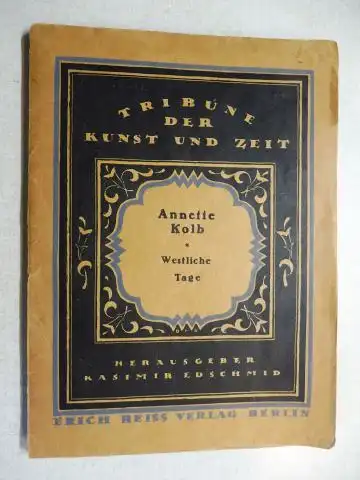 TRIBÜNE
DER
KUNST UND ZEIT
Annette
Kolb
•
Westliche
Tage
HERAUSGEBER
KASIMIR EDSCHMID
ERICH REISS VERLAG BERLIN